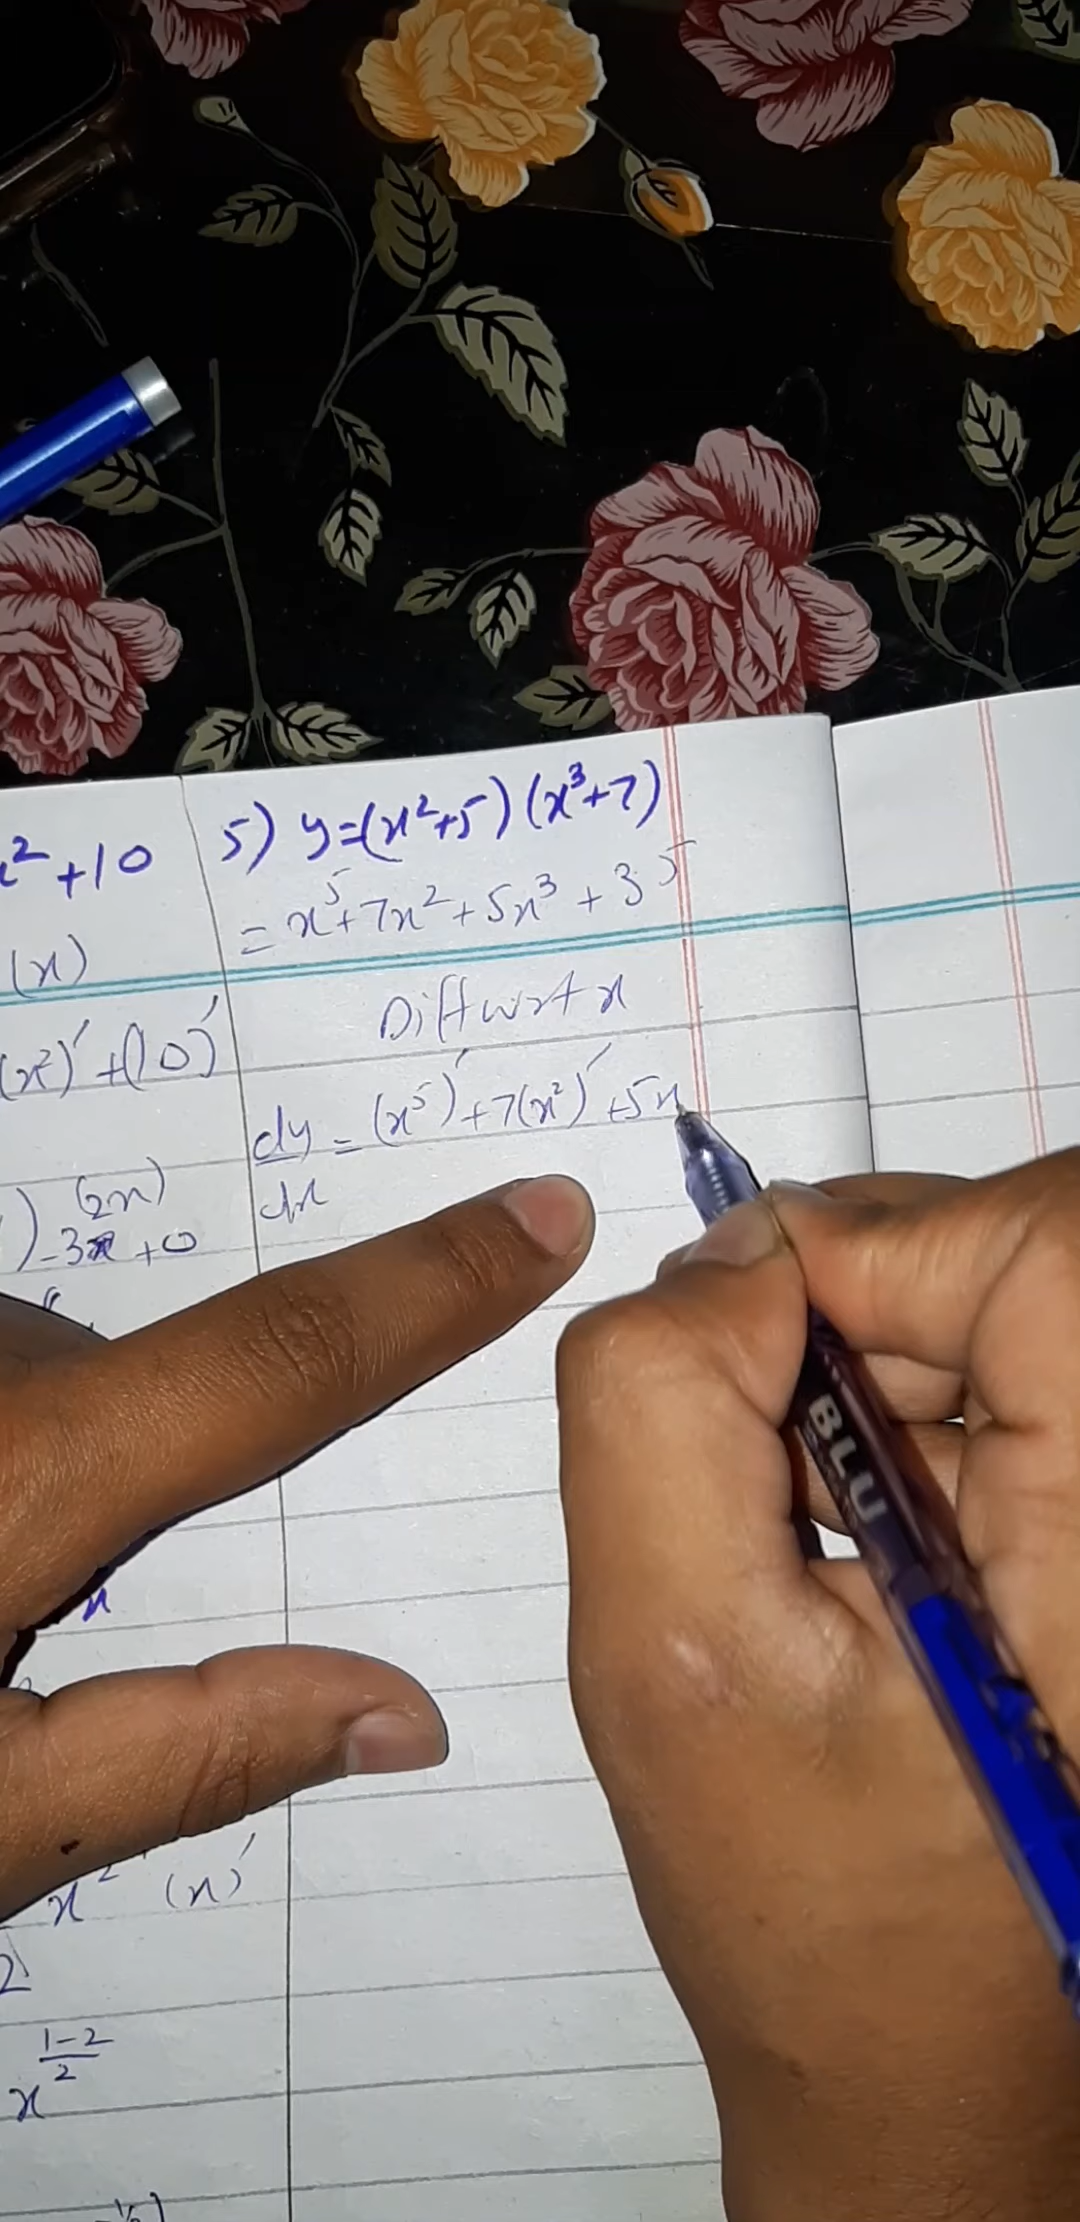 x² + 10
(x)
(x²)′ + (10)′
) (2x)
) - 3x + 0
x
x² (x)′
2
x^(1-2)/2
5) y = (x² + 5) (x³ + 7)
= x⁵ + 7x² + 5x³ + 35
Diff w r t x
dy/dx = (x⁵)′ + 7(x²)′ + 5x
BLU